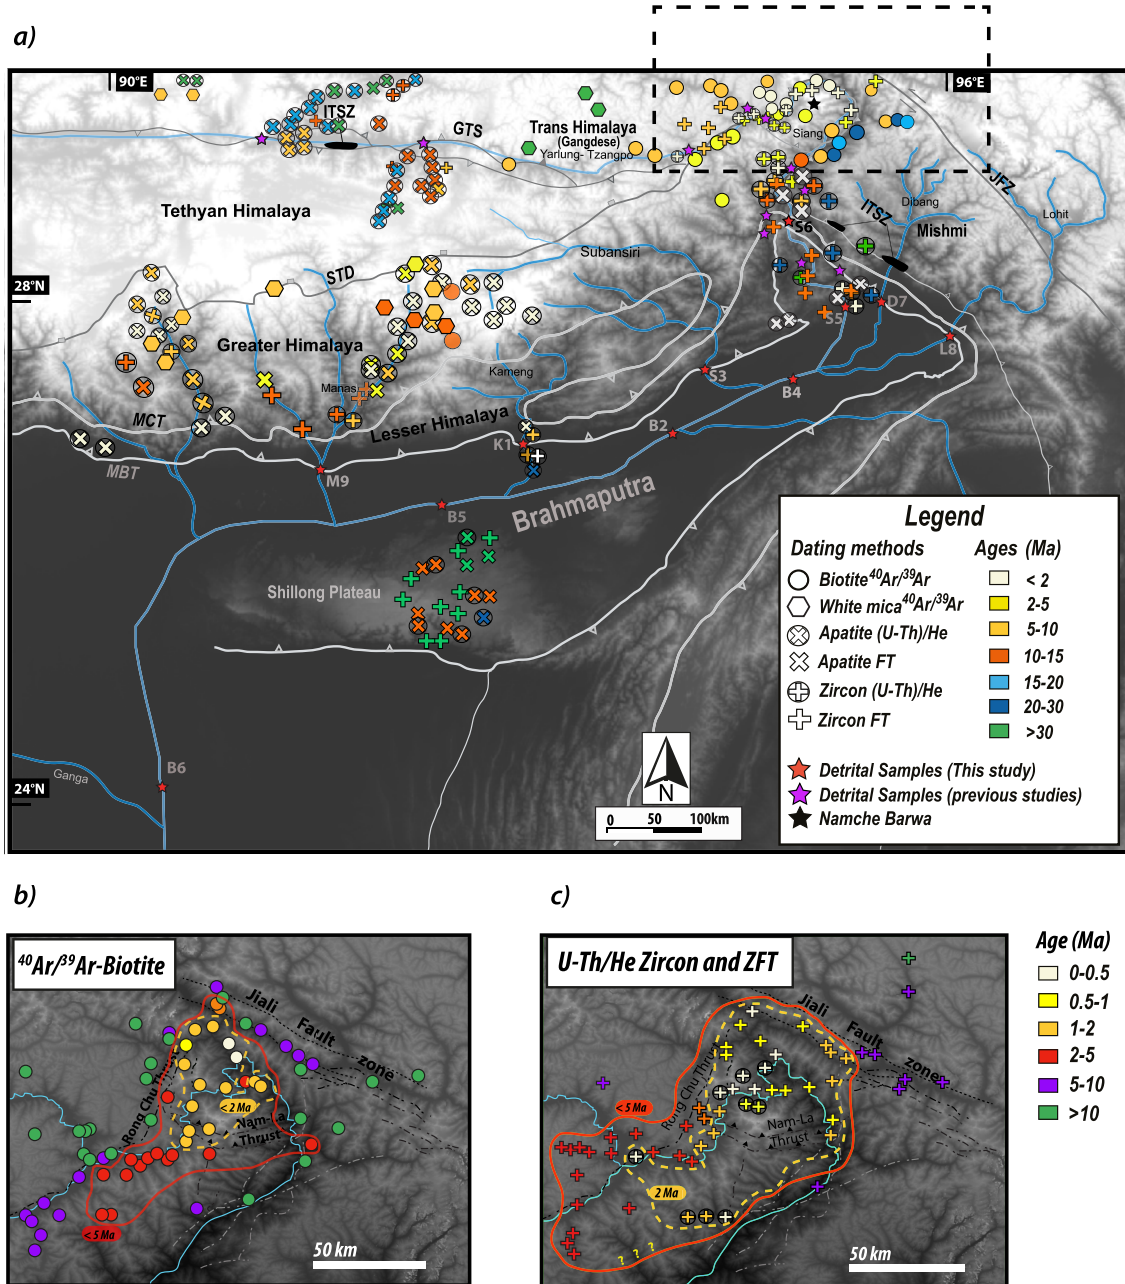 a)
90°E
96°E
ITSZ
GTS
Trans Himalaya
(Gangdese)
Yarlung- Tzangpo
Siang
JFZ
Tethyan Himalaya
Dibang
ITSZ
Lohit
S6
Mishmi
Subansiri
STD
28°N
D7
S5
Greater Himalaya
L8
Kameng
S3
Manas
B4
MCT
Lesser Himalaya
B2
K1
MBT
M9
Brahmaputra
B5
Shillong Plateau
B6
Ganga
24°N
N
0 50 100km
Legend
Dating methods
Ages (Ma)
Biotite⁴⁰Ar/³⁹Ar
< 2
White mica⁴⁰Ar/³⁹Ar
2-5
Apatite (U-Th)/He
5-10
Apatite FT
10-15
Zircon (U-Th)/He
15-20
Zircon FT
20-30
>30
Detrital Samples (This study)
Detrital Samples (previous studies)
Namche Barwa
b)
⁴⁰Ar/³⁹Ar-Biotite
Jiali
Fault
zone
Rong Chu Thrust
< 2 Ma
Nam-La
Thrust
< 5 Ma
50 km
c)
U-Th/He Zircon and ZFT
Jiali
Fault
zone
Rong Chu Thrust
< 5 Ma
Nam-La
Thrust
2 Ma
? ? ?
50 km
Age (Ma)
0-0.5
0.5-1
1-2
2-5
5-10
>10